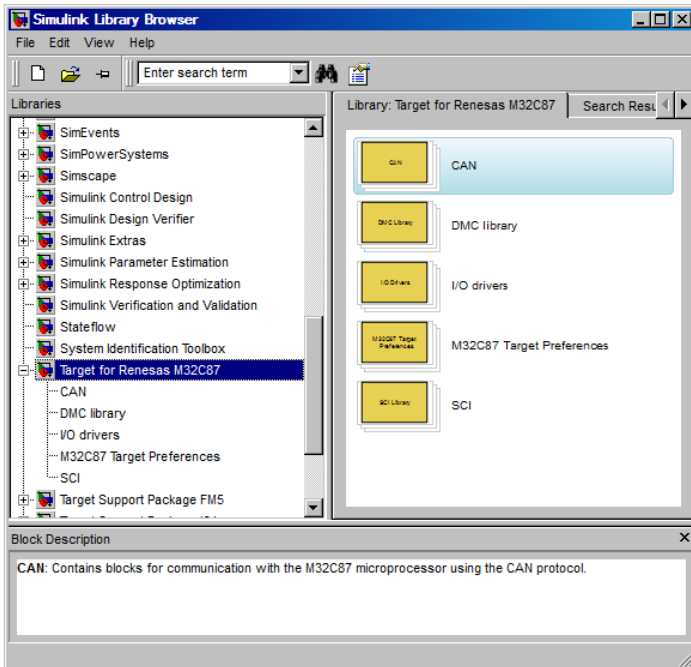 Simulink Library Browser
File Edit View Help
Enter search term
Libraries
SimEvents
SimPowerSystems
Simscape
Simulink Control Design
Simulink Design Verifier
Simulink Extras
Simulink Parameter Estimation
Simulink Response Optimization
Simulink Verification and Validation
Stateflow
System Identification Toolbox
Target for Renesas M32C87
CAN
DMC library
I/O drivers
M32C87 Target Preferences
SCI
Target Support Package FM5
Library: Target for Renesas M32C87
Search Resu
CAN
CAN
DMC Library
DMC library
I/O Drivers
I/O drivers
M32C87 Target
Preferences
M32C87 Target Preferences
SCI Library
SCI
Block Description
CAN: Contains blocks for communication with the M32C87 microprocessor using the CAN protocol.